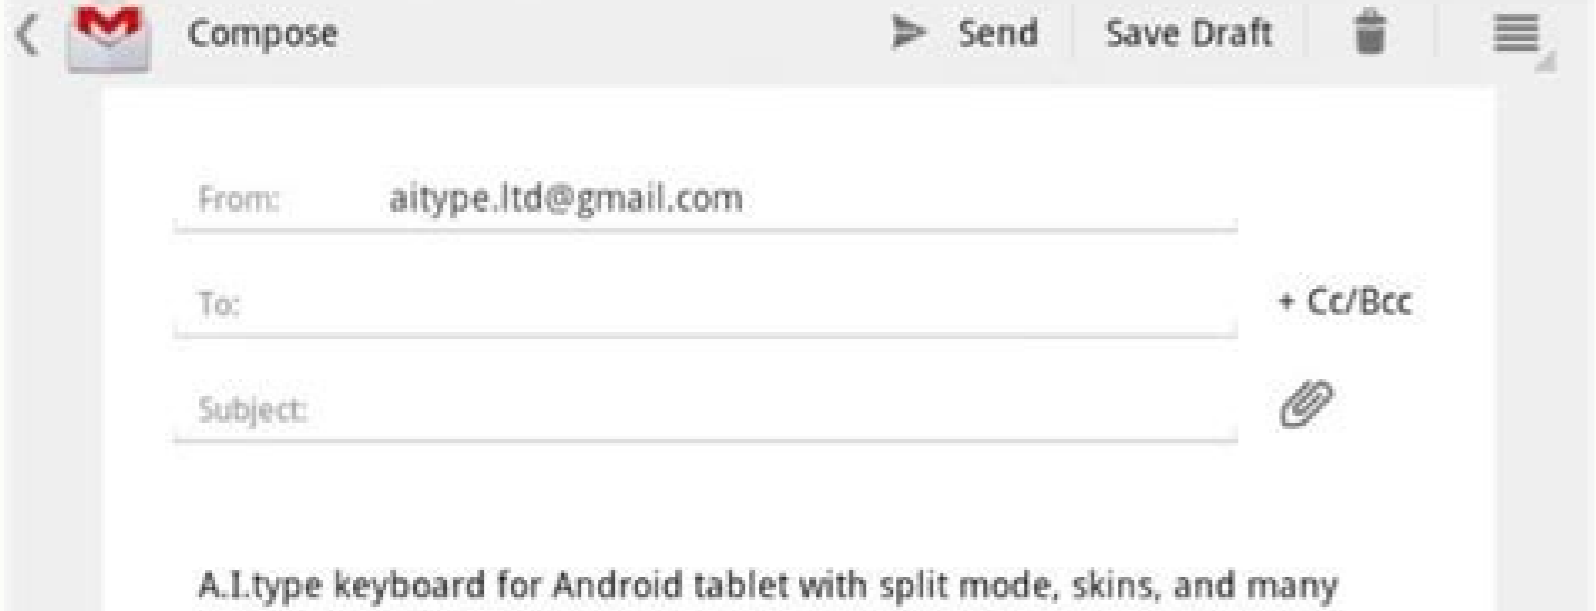 Compose Send Save Draft
From: aitype.ltd@gmail.com
To:
+ Cc/Bcc
Subject:
A.I.type keyboard for Android tablet with split mode, skins, and many